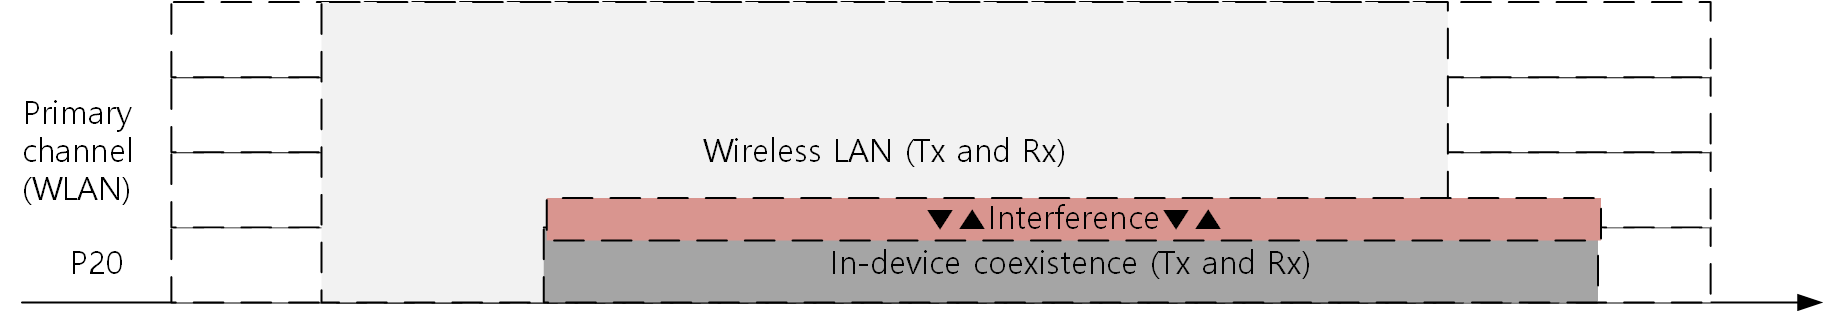 Primary
channel
(WLAN)
Wireless LAN (Tx and Rx)
▼▲Interference▼▲
P20
In-device coexistence (Tx and Rx)